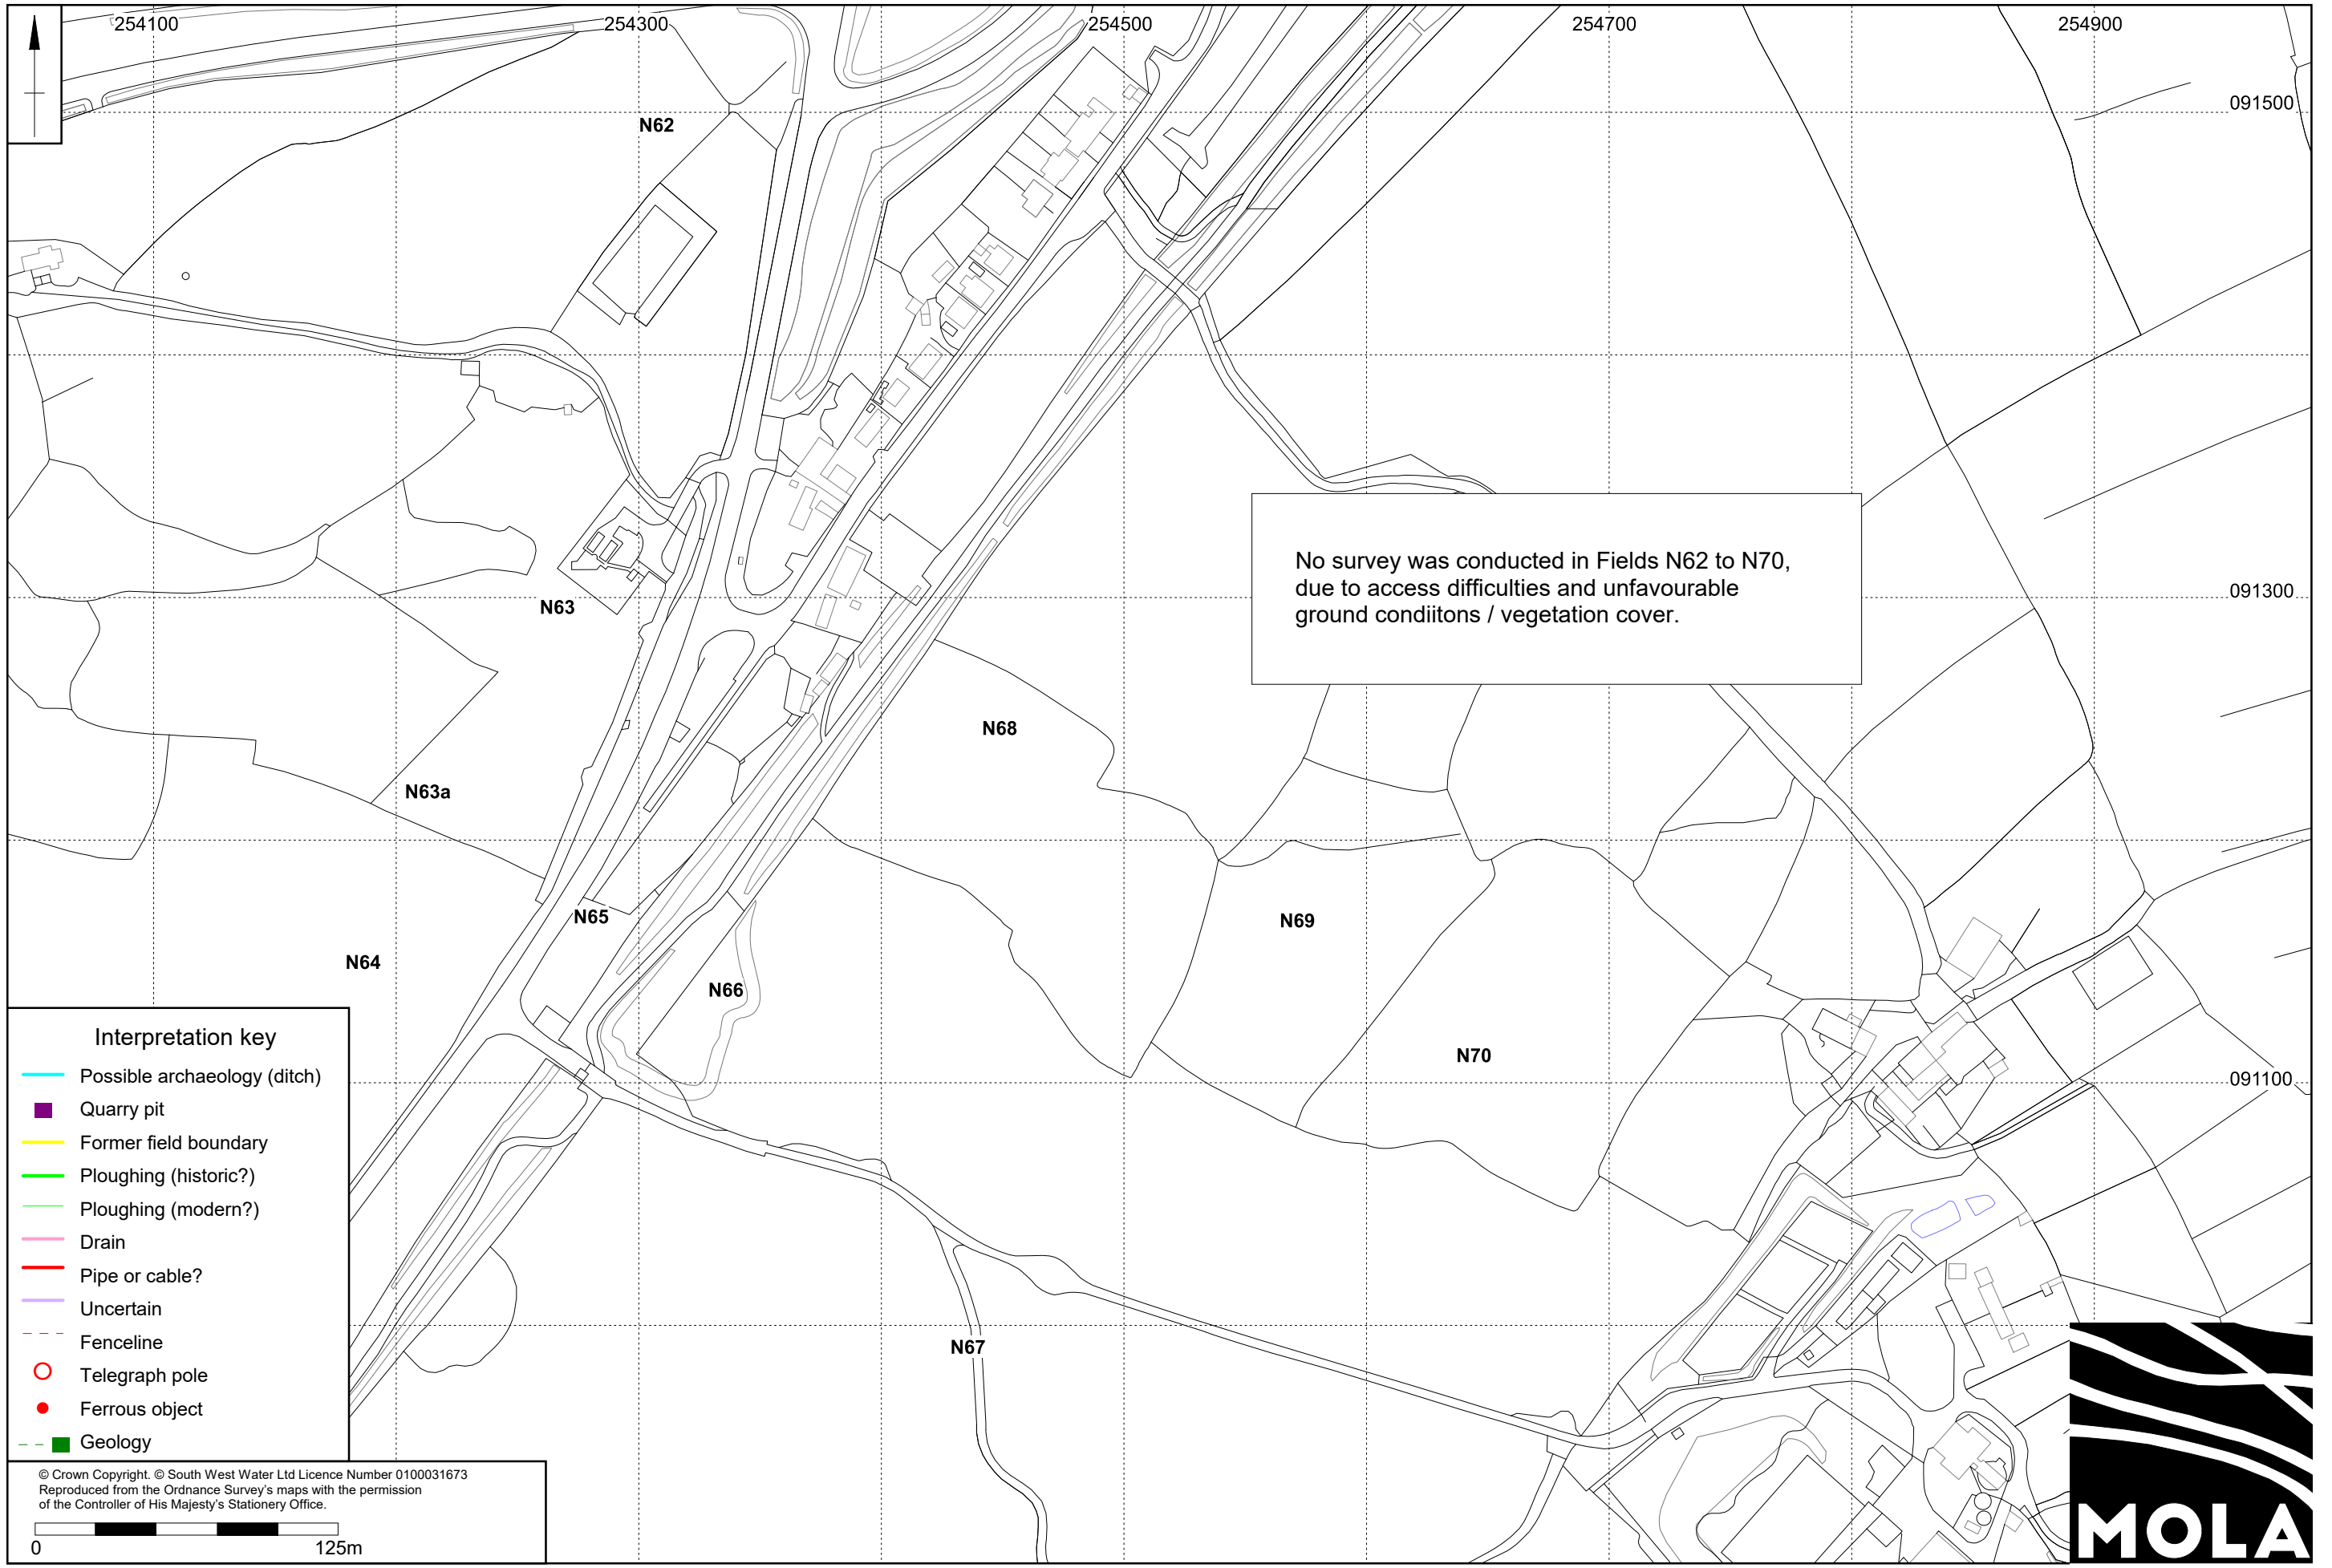 254100 254300 254500 254700 254900
091500
N62
No survey was conducted in Fields N62 to N70,
due to access difficulties and unfavourable
ground condiitons / vegetation cover.
091300
N63
N68
N63a
N65
N69
N64
N66
N70
091100
N67
Interpretation key
Possible archaeology (ditch)
Quarry pit
Former field boundary
Ploughing (historic?)
Ploughing (modern?)
Drain
Pipe or cable?
Uncertain
Fenceline
Telegraph pole
Ferrous object
Geology
© Crown Copyright. © South West Water Ltd Licence Number 0100031673
Reproduced from the Ordnance Survey's maps with the permission
of the Controller of His Majesty's Stationery Office.
0 125m
MOLA